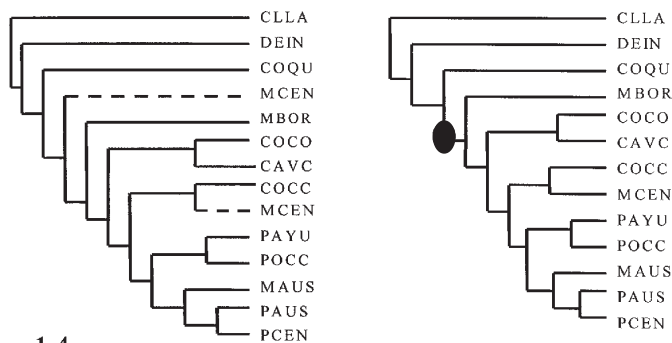 CLLA
DEIN
COQU
MCEN
MBOR
COCO
CAVC
COCC
MCEN
PAYU
POCC
MAUS
PAUS
PCEN
CLLA
DEIN
COQU
MBOR
COCO
CAVC
COCC
MCEN
PAYU
POCC
MAUS
PAUS
PCEN